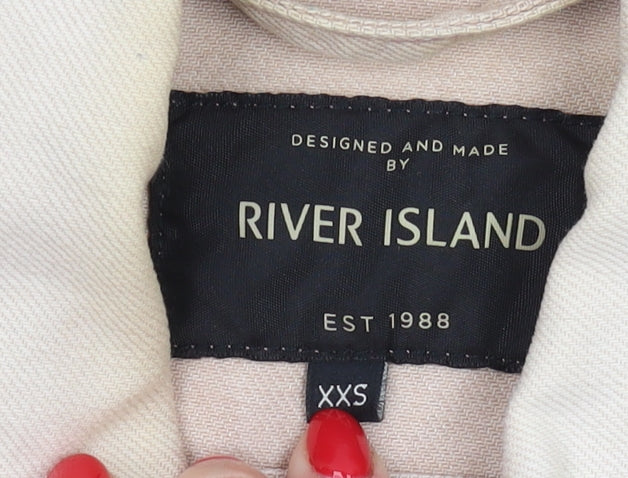 DESIGNED AND MADE
BY
RIVER ISLAND
EST 1988
XXS